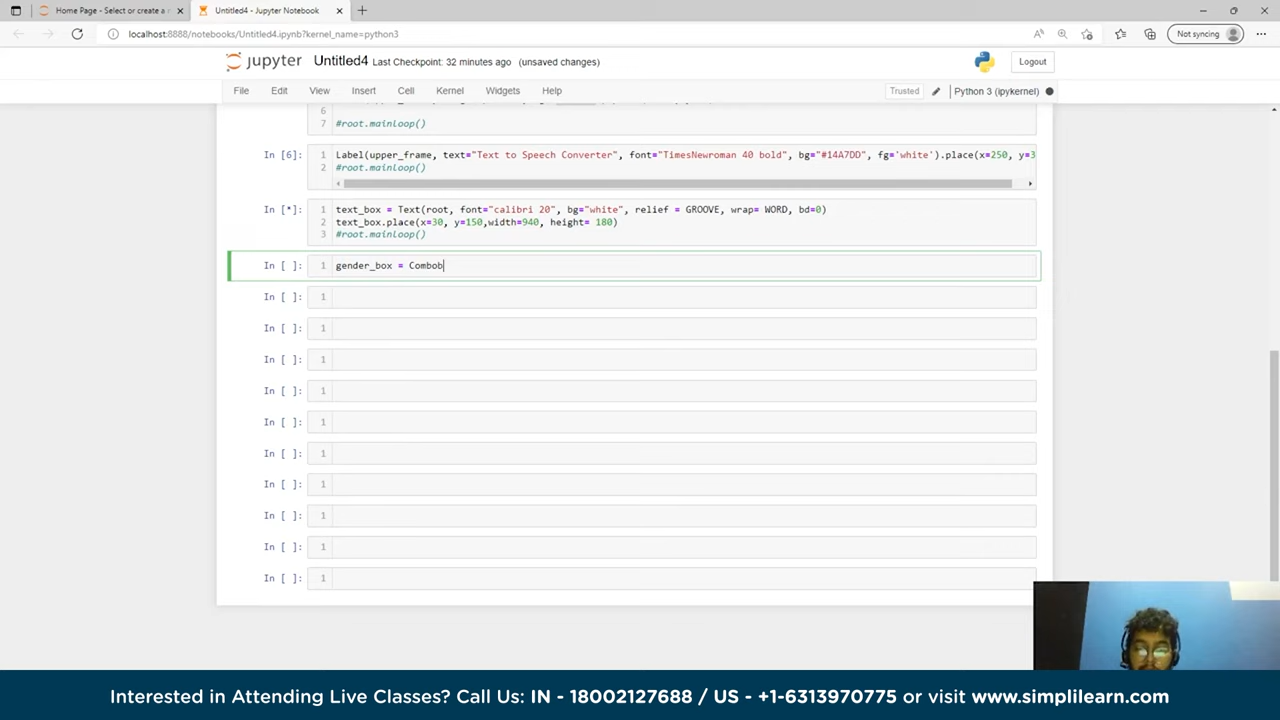 Home Page - Select or create a n
Untitled4 - Jupyter Notebook
localhost:8888/notebooks/Untitled4.ipynb?kernel_name=python3
Not syncing
jupyter Untitled4 Last Checkpoint: 32 minutes ago (unsaved changes)
Logout
File Edit View Insert Cell Kernel Widgets Help
Trusted
Python 3 (ipykernel)
6
7 #root.mainloop()
In [6]:
1 Label(upper_frame, text="Text to Speech Converter", font="TimesNewroman 40 bold", bg="#14A7DD", fg='white').place(x=250, y=3
2 #root.mainloop()
In [*]:
1 text_box = Text(root, font="calibri 20", bg="white", relief = GROOVE, wrap= WORD, bd=0)
2 text_box.place(x=30, y=150,width=940, height= 180)
3 #root.mainloop()
In [ ]: 1 gender_box = Combob
In [ ]: 1
In [ ]: 1
In [ ]: 1
In [ ]: 1
In [ ]: 1
In [ ]: 1
In [ ]: 1
In [ ]: 1
In [ ]: 1
In [ ]: 1
Interested in Attending Live Classes? Call Us: IN - 18002127688 / US - +1-6313970775 or visit www.simplilearn.com